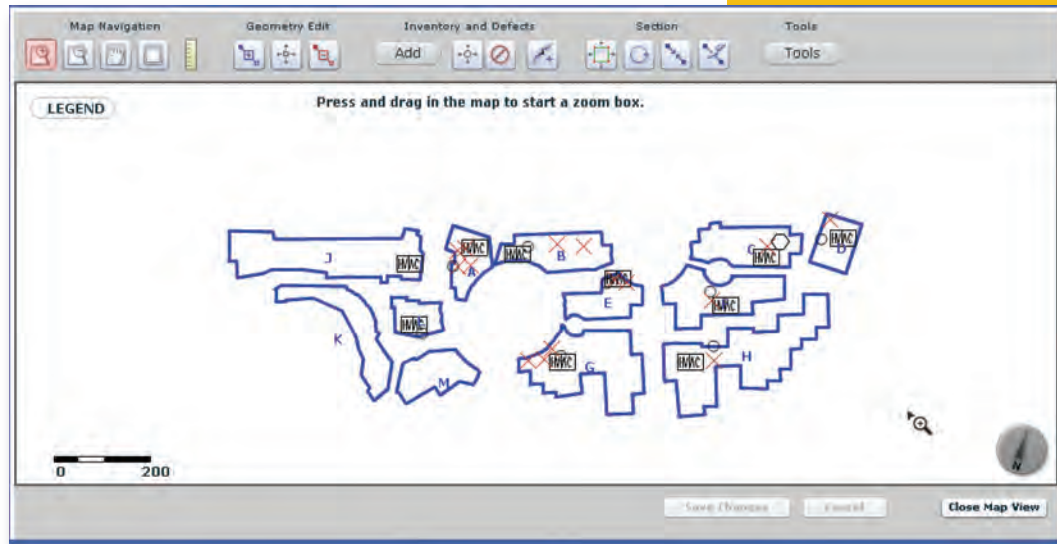 Map Navigation Geometry Edit Inventory and Defects Section Tools
Add Tools
LEGEND
Press and drag in the map to start a zoom box.
J
HVAC
HVAC
A
HVAC
B
C
HVAC
HVAC
D
HVAC
E
HVAC
K
HVAC
M
HVAC
G
HVAC
H
0 200
N
Save Changes Cancel Close Map View